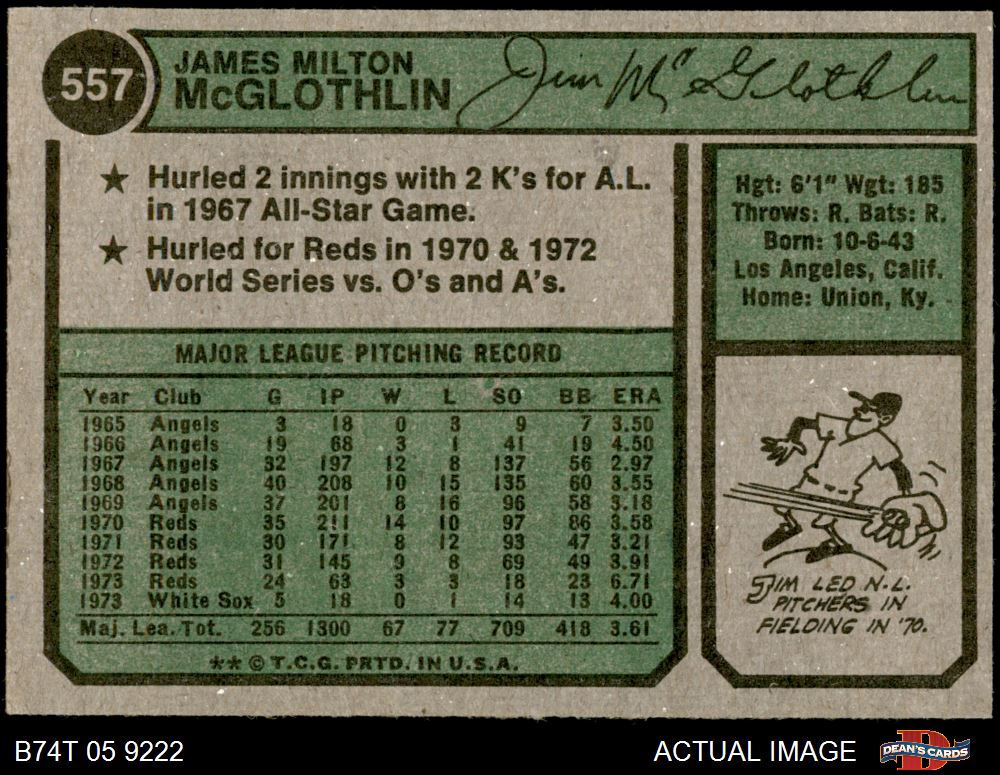 557
JAMES MILTON
McGLOTHLIN
Jim McGlothlin
★ Hurled 2 innings with 2 K's for A.L.
in 1967 All-Star Game.
★ Hurled for Reds in 1970 & 1972
World Series vs. O's and A's.
Hgt: 6'1" Wgt: 185
Throws: R. Bats: R.
Born: 10-6-43
Los Angeles, Calif.
Home: Union, Ky.
MAJOR LEAGUE PITCHING RECORD
Year Club G IP W L SO BB ERA
1965 Angels 3 18 0 3 9 7 3.50
1966 Angels 19 68 3 1 41 19 4.50
1967 Angels 32 197 12 8 137 56 2.97
1968 Angels 40 208 10 15 135 60 3.55
1969 Angels 37 201 8 16 96 58 3.18
1970 Reds 35 211 14 10 97 86 3.58
1971 Reds 30 171 8 12 93 47 3.21
1972 Reds 31 145 9 8 69 49 3.91
1973 Reds 24 63 3 3 18 23 6.71
1973 White Sox 5 18 0 1 14 13 4.00
Maj. Lea. Tot. 256 1300 67 77 709 418 3.61
** © T.C.G. PRTD. IN U.S.A.
JIM LED N.L.
PITCHERS IN
FIELDING IN '70.
B74T 05 9222
ACTUAL IMAGE
DEAN'S CARDS